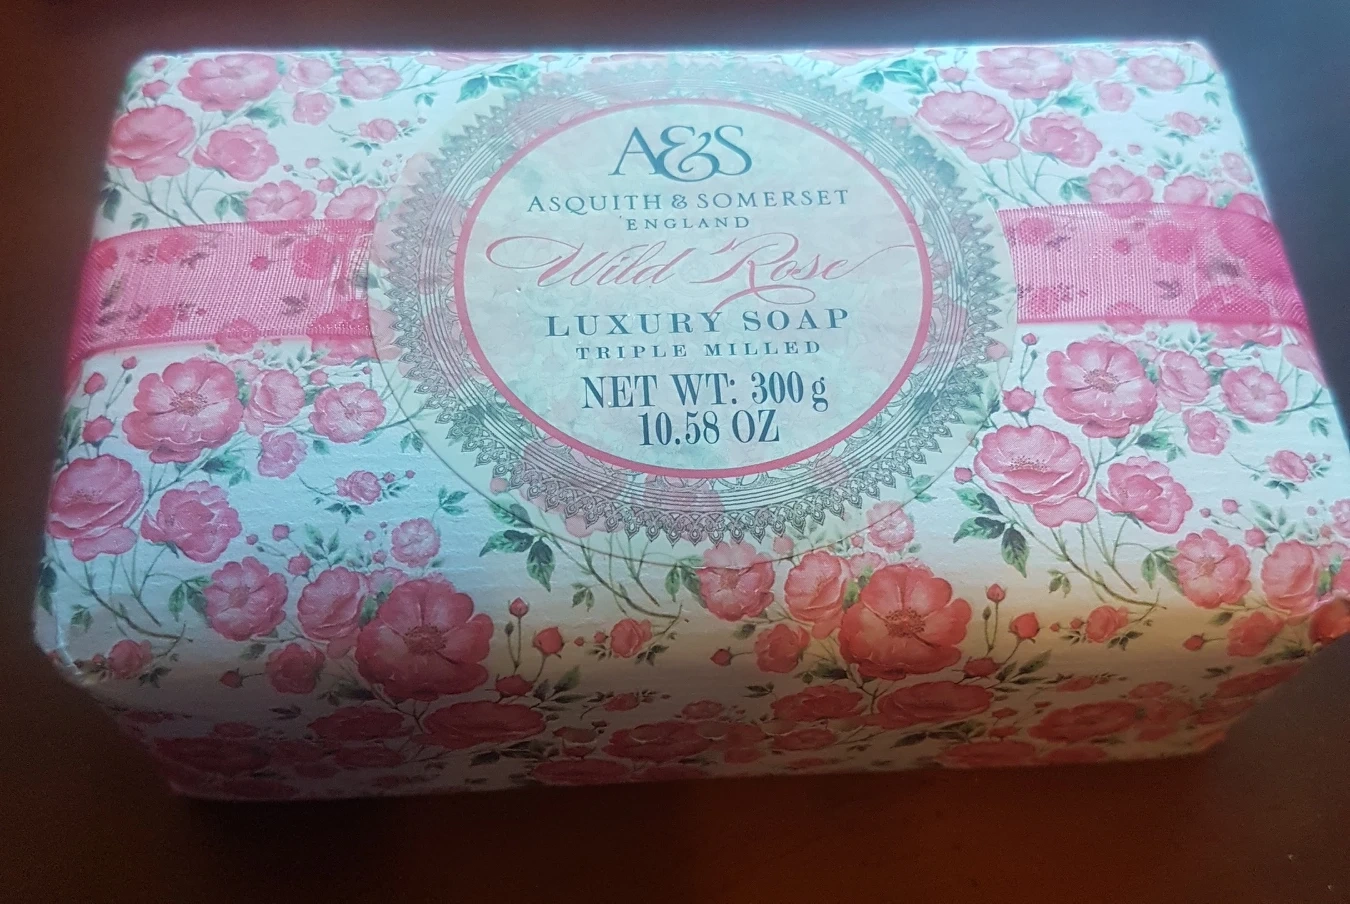 A&S
ASQUITH & SOMERSET
ENGLAND
Wild Rose
LUXURY SOAP
TRIPLE MILLED
NET WT: 300 g
10.58 OZ